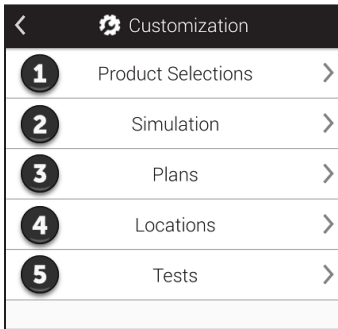 Customization
1 Product Selections
2 Simulation
3 Plans
4 Locations
5 Tests